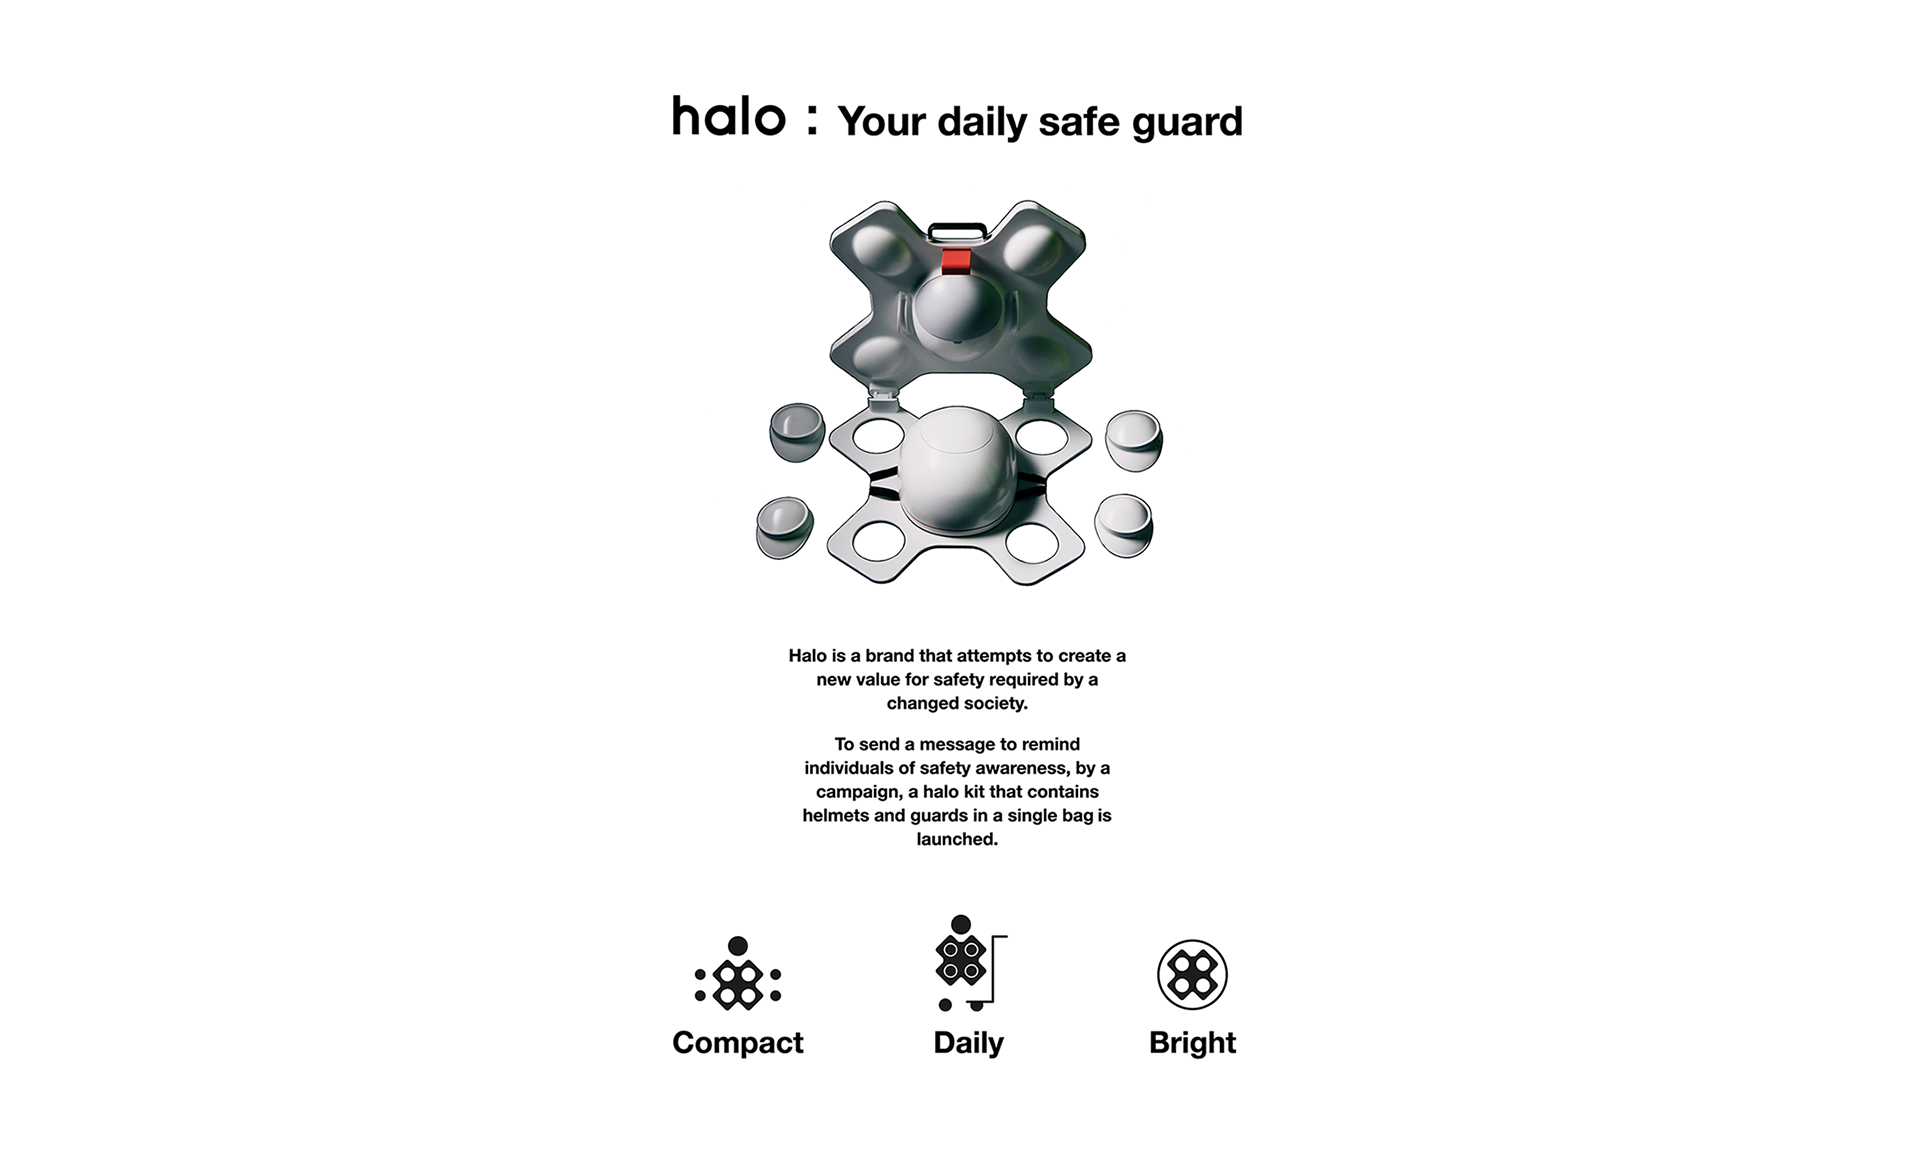 halo : Your daily safe guard
Halo is a brand that attempts to create a
new value for safety required by a
changed society.
To send a message to remind
individuals of safety awareness, by a
campaign, a halo kit that contains
helmets and guards in a single bag is
launched.
Compact
Daily
Bright